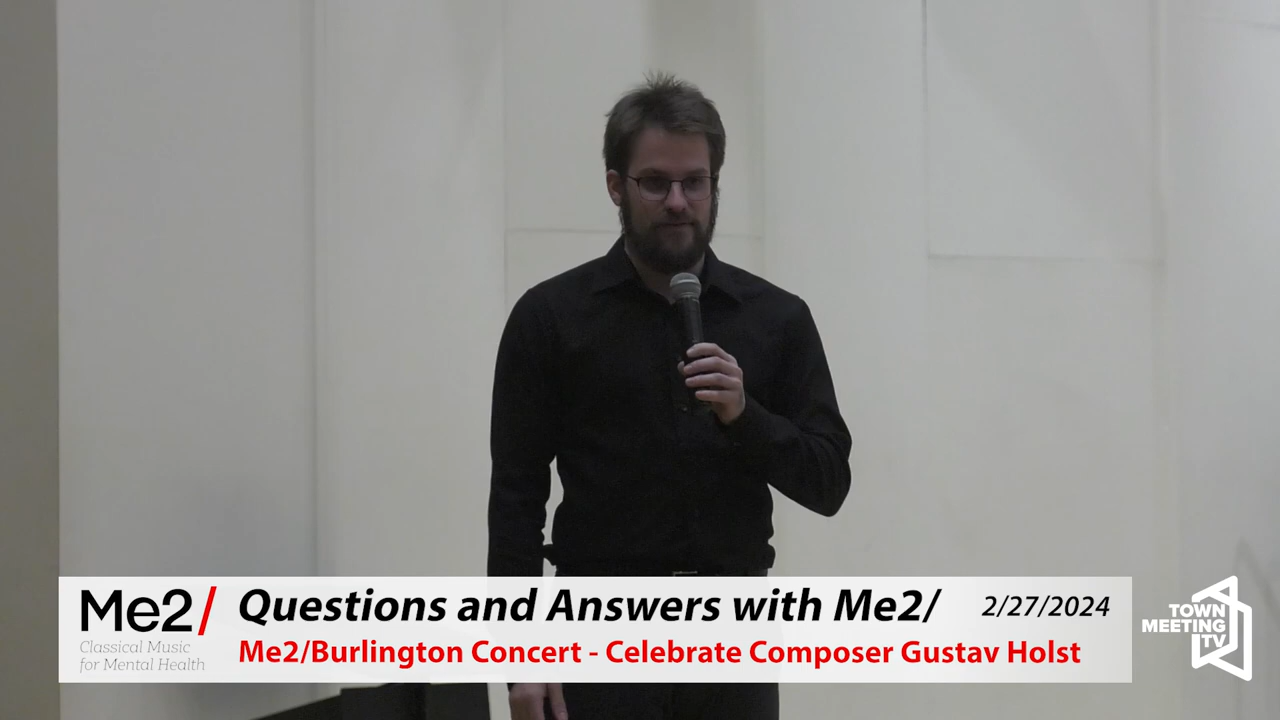 Me2/
Classical Music
for Mental Health
Questions and Answers with Me2/
2/27/2024
Me2/Burlington Concert - Celebrate Composer Gustav Holst
TOWN
MEETING
TV